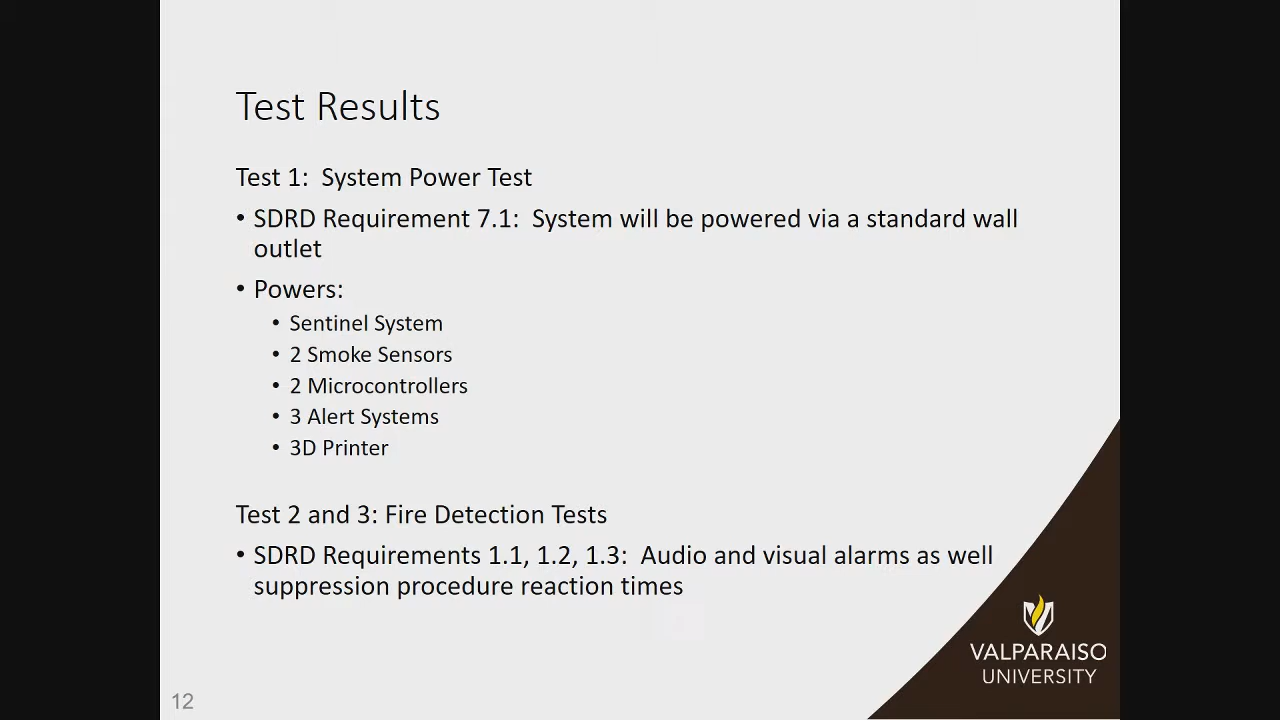 Test Results
Test 1:  System Power Test
• SDRD Requirement 7.1:  System will be powered via a standard wall
outlet
• Powers:
• Sentinel System
• 2 Smoke Sensors
• 2 Microcontrollers
• 3 Alert Systems
• 3D Printer
Test 2 and 3: Fire Detection Tests
• SDRD Requirements 1.1, 1.2, 1.3:  Audio and visual alarms as well
suppression procedure reaction times
VALPARAISO
UNIVERSITY
12